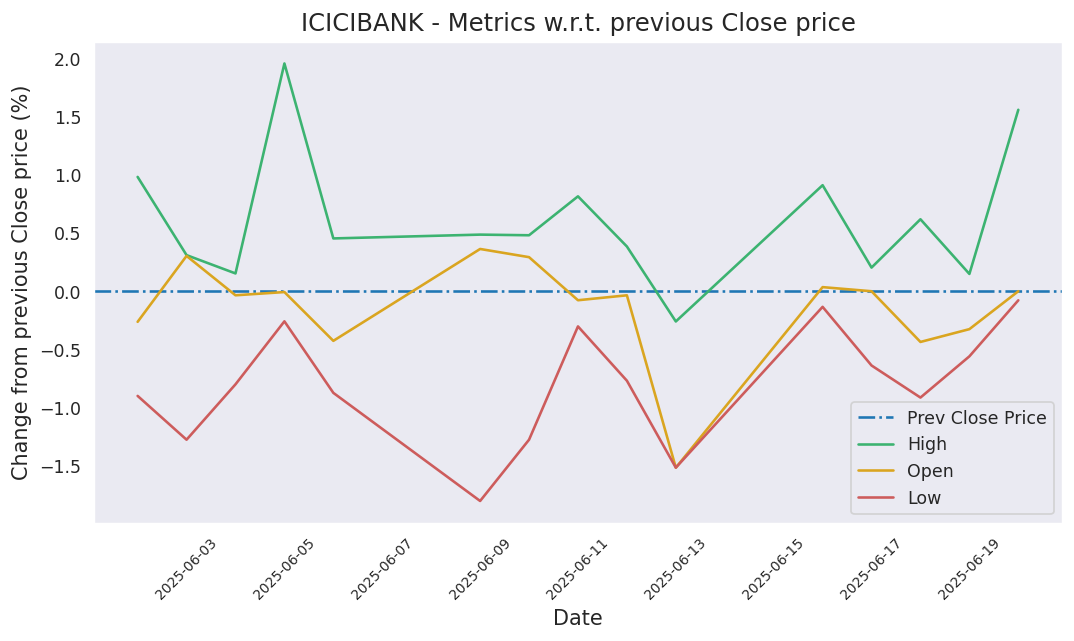 ICICIBANK - Metrics w.r.t. previous Close price
Change from previous Close price (%)
2.0
1.5
1.0
0.5
0.0
−0.5
−1.0
−1.5
Prev Close Price
High
Open
Low
2025-06-03
2025-06-05
2025-06-07
2025-06-09
2025-06-11
2025-06-13
2025-06-15
2025-06-17
2025-06-19
Date